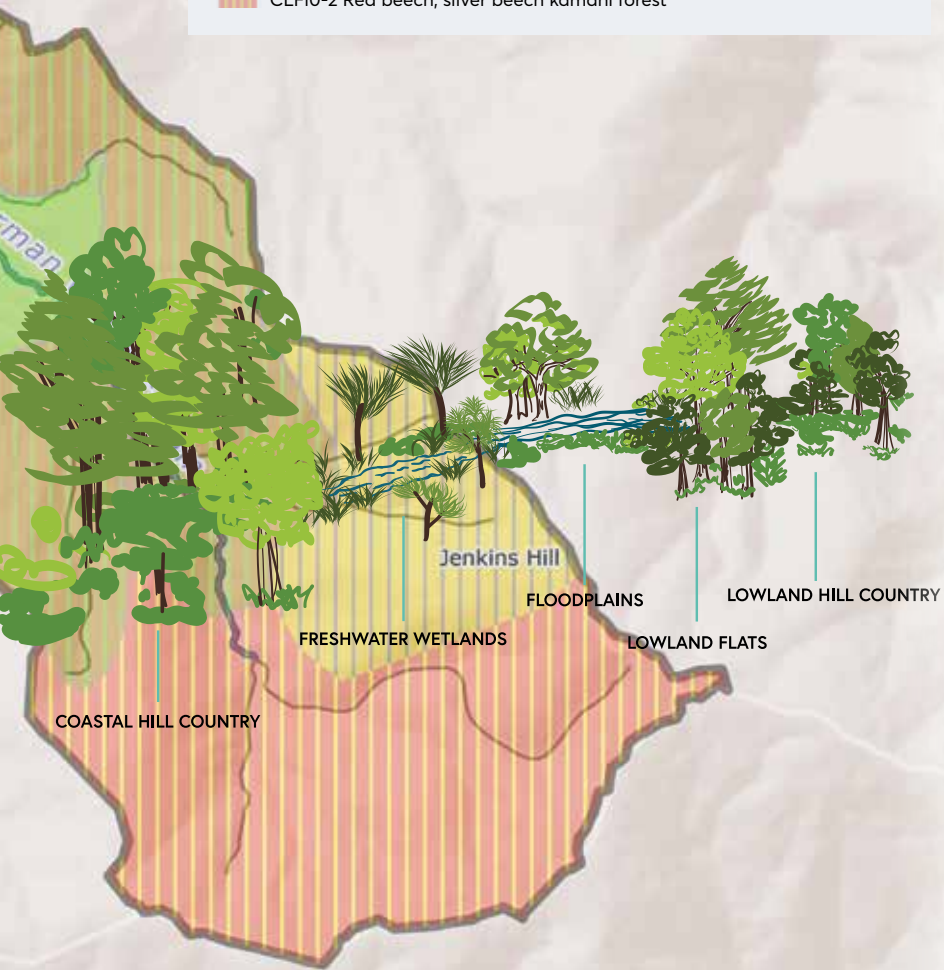 CLF10-2 Red beech, silver beech kamahi forest
Jenkins Hill
FLOODPLAINS
LOWLAND HILL COUNTRY
FRESHWATER WETLANDS
LOWLAND FLATS
COASTAL HILL COUNTRY